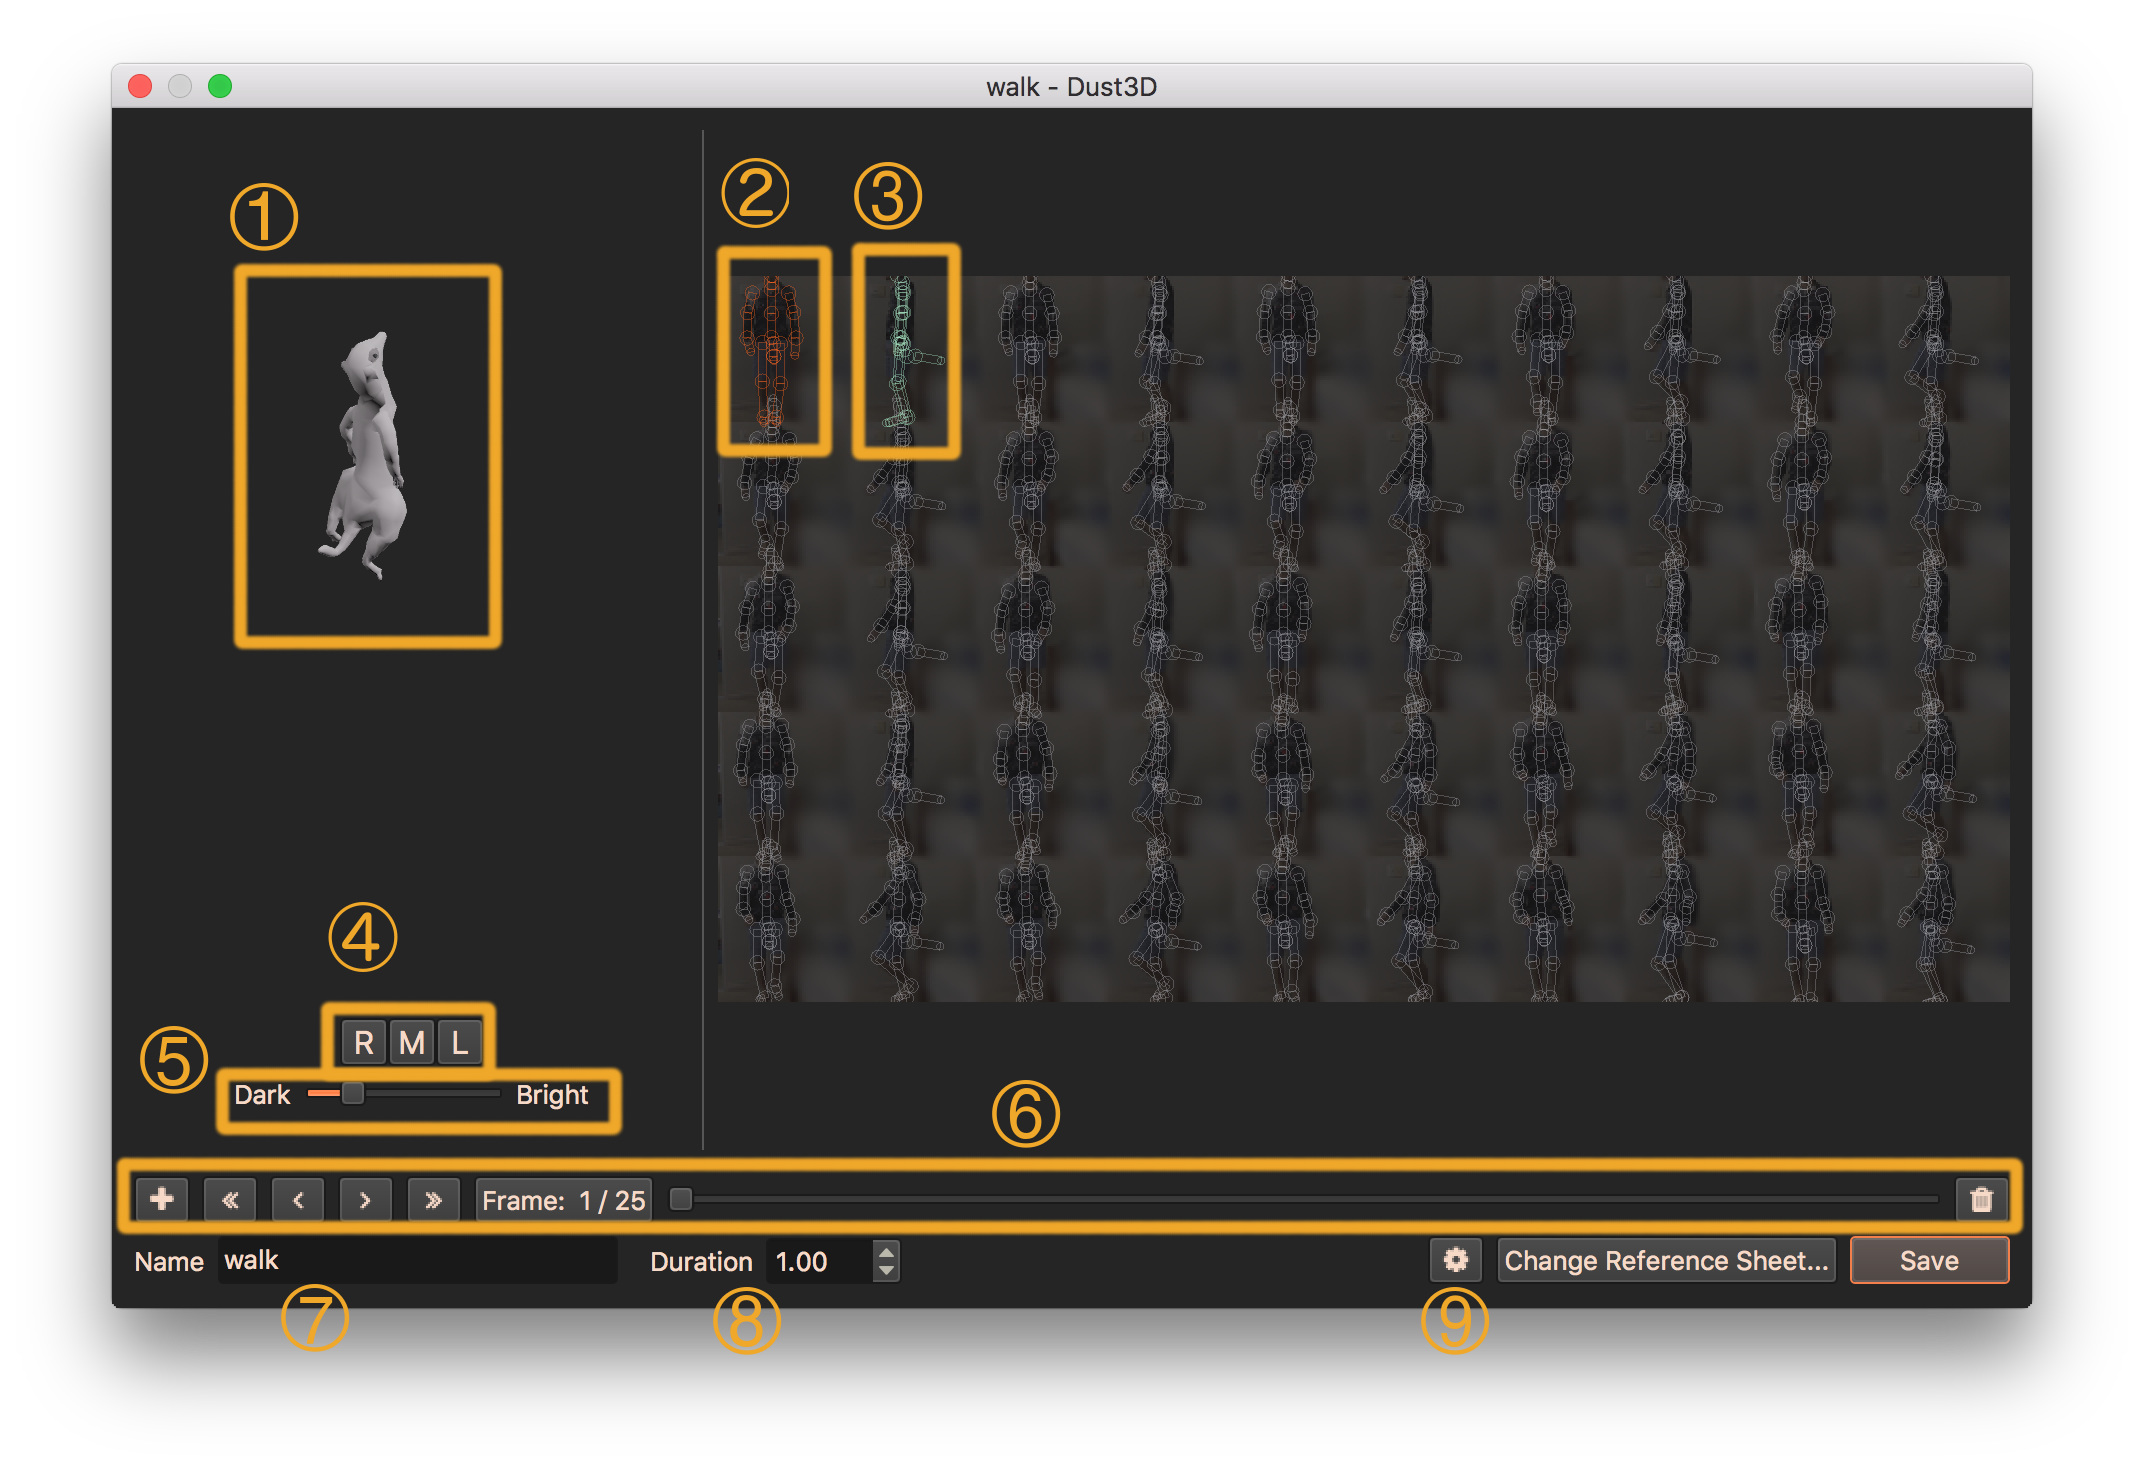 walk - Dust3D
①
②
③
④
R M L
⑤
Dark
Bright
⑥
Frame: 1 / 25
Name walk
Duration 1.00
Change Reference Sheet...
Save
⑦
⑧
⑨